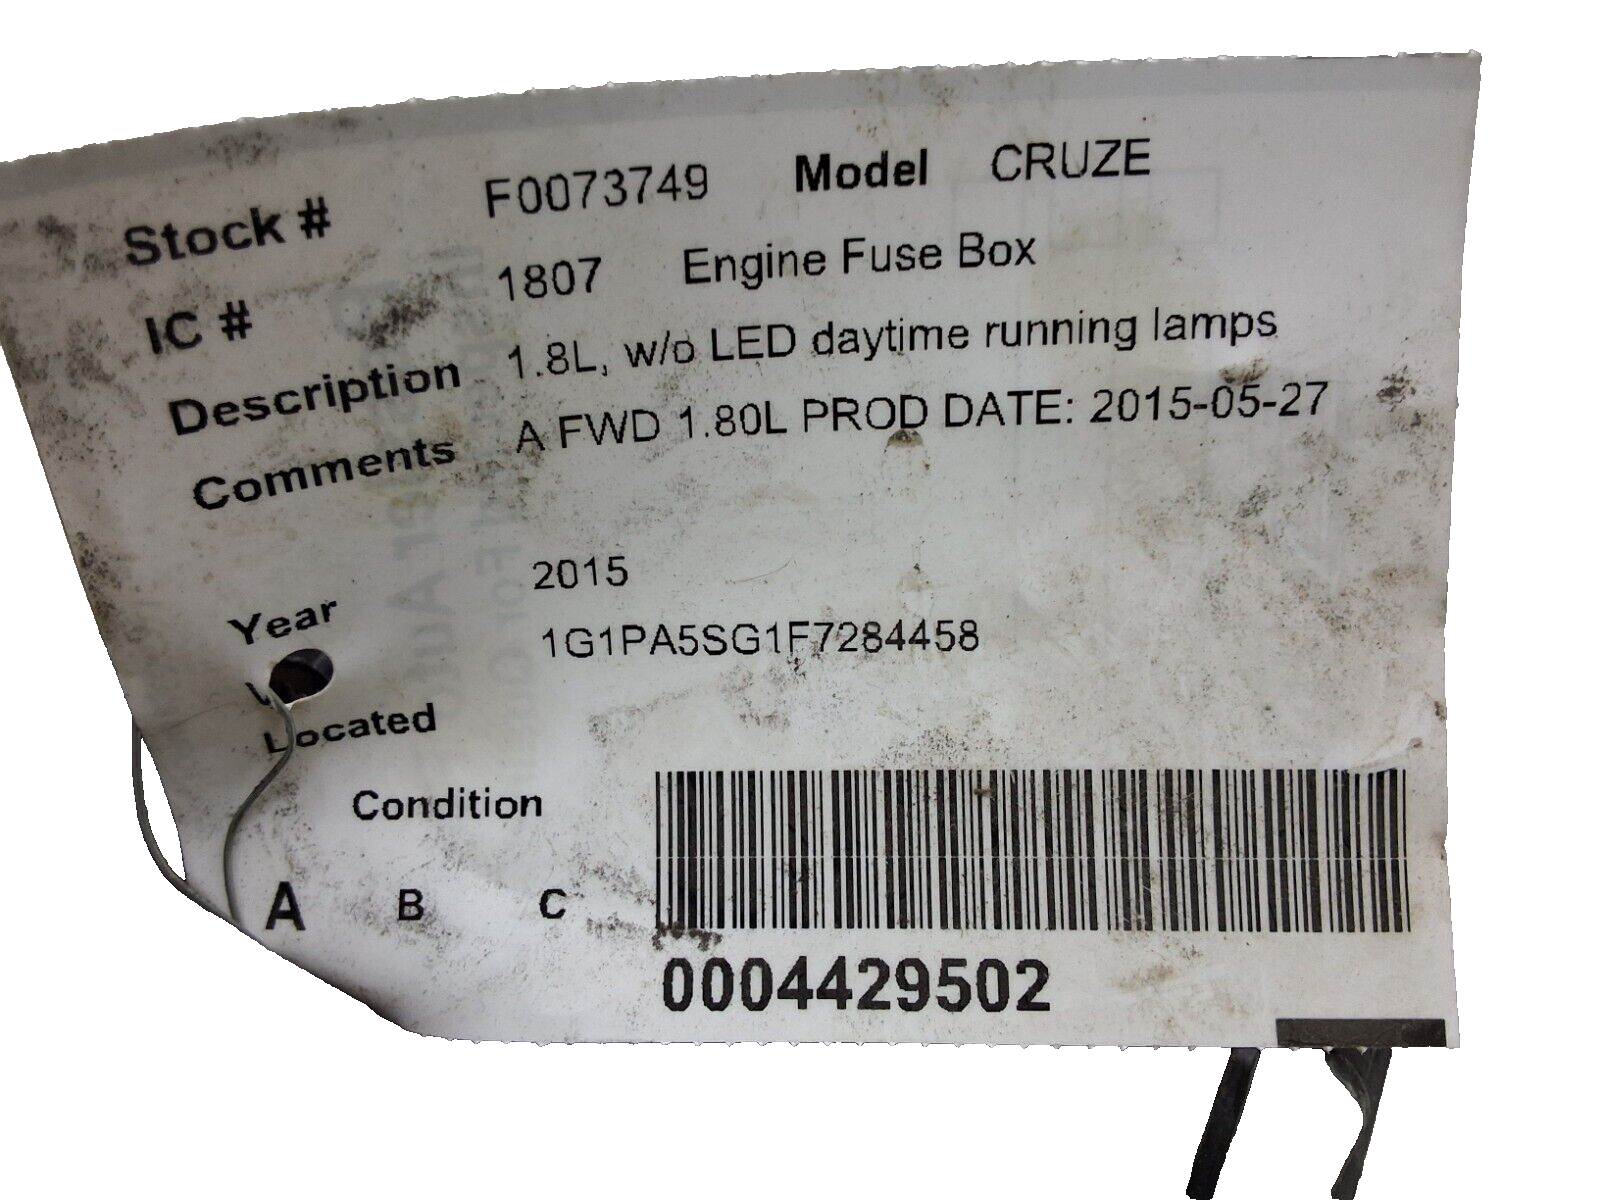 Stock # F0073749 Model CRUZE
IC # 1807 Engine Fuse Box
Description 1.8L, w/o LED daytime running lamps
Comments A FWD 1.80L PROD DATE: 2015-05-27
Year 2015
1G1PA5SG1F7284458
Located
Condition
A B C
0004429502